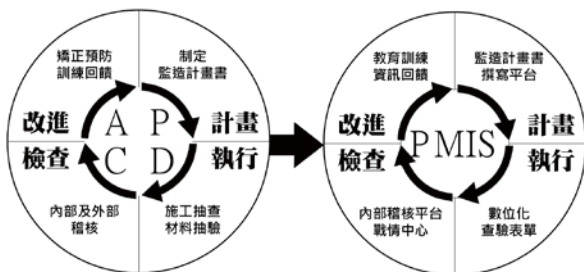 矯正預防
訓練回饋
制定
監造計畫書
改進
A P
計畫
檢查
C D
執行
內部及外部
稽核
施工抽查
材料抽驗
教育訓練
資訊回饋
監造計畫書
撰寫平台
改進
計畫
PMIS
檢查
執行
內部稽核平台
戰情中心
數位化
查驗表單